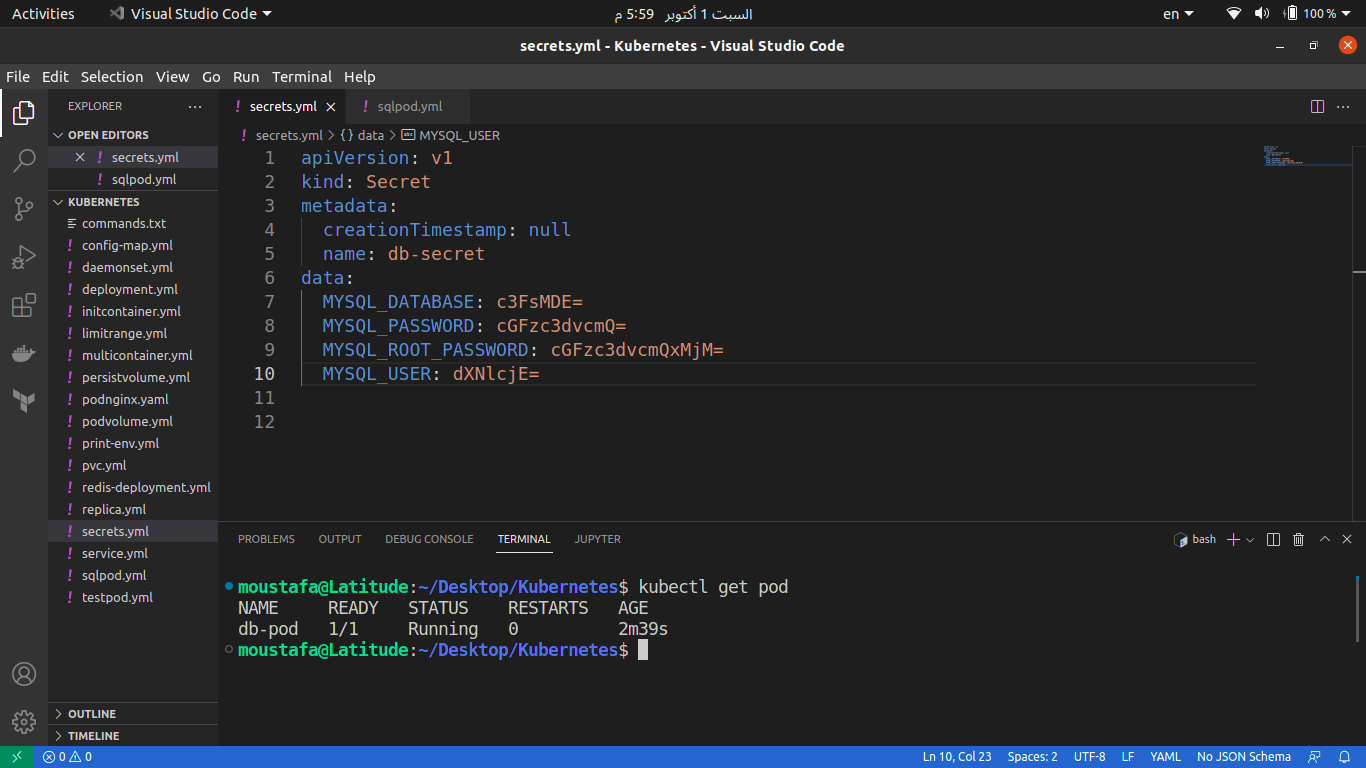 Activities Visual Studio Code السبت 1 أكتوبر 5:59 م en 100 %
secrets.yml - Kubernetes - Visual Studio Code
File Edit Selection View Go Run Terminal Help
EXPLORER ···
OPEN EDITORS
secrets.yml
sqlpod.yml
KUBERNETES
commands.txt
config-map.yml
daemonset.yml
deployment.yml
initcontainer.yml
limitrange.yml
multicontainer.yml
persistvolume.yml
podnginx.yaml
podvolume.yml
print-env.yml
pvc.yml
redis-deployment.yml
replica.yml
secrets.yml
service.yml
sqlpod.yml
testpod.yml
OUTLINE
TIMELINE
! secrets.yml ! sqlpod.yml
! secrets.yml > {} data > MYSQL_USER
1 apiVersion: v1
2 kind: Secret
3 metadata:
4 creationTimestamp: null
5 name: db-secret
6 data:
7 MYSQL_DATABASE: c3FsMDE=
8 MYSQL_PASSWORD: cGFzc3dvcmQ=
9 MYSQL_ROOT_PASSWORD: cGFzc3dvcmQxMjM=
10 MYSQL_USER: dXNlcjE=
11
12
PROBLEMS OUTPUT DEBUG CONSOLE TERMINAL JUPYTER bash
moustafa@Latitude:~/Desktop/Kubernetes$ kubectl get pod
NAME READY STATUS RESTARTS AGE
db-pod 1/1 Running 0 2m39s
moustafa@Latitude:~/Desktop/Kubernetes$
0 0 Ln 10, Col 23 Spaces: 2 UTF-8 LF YAML No JSON Schema